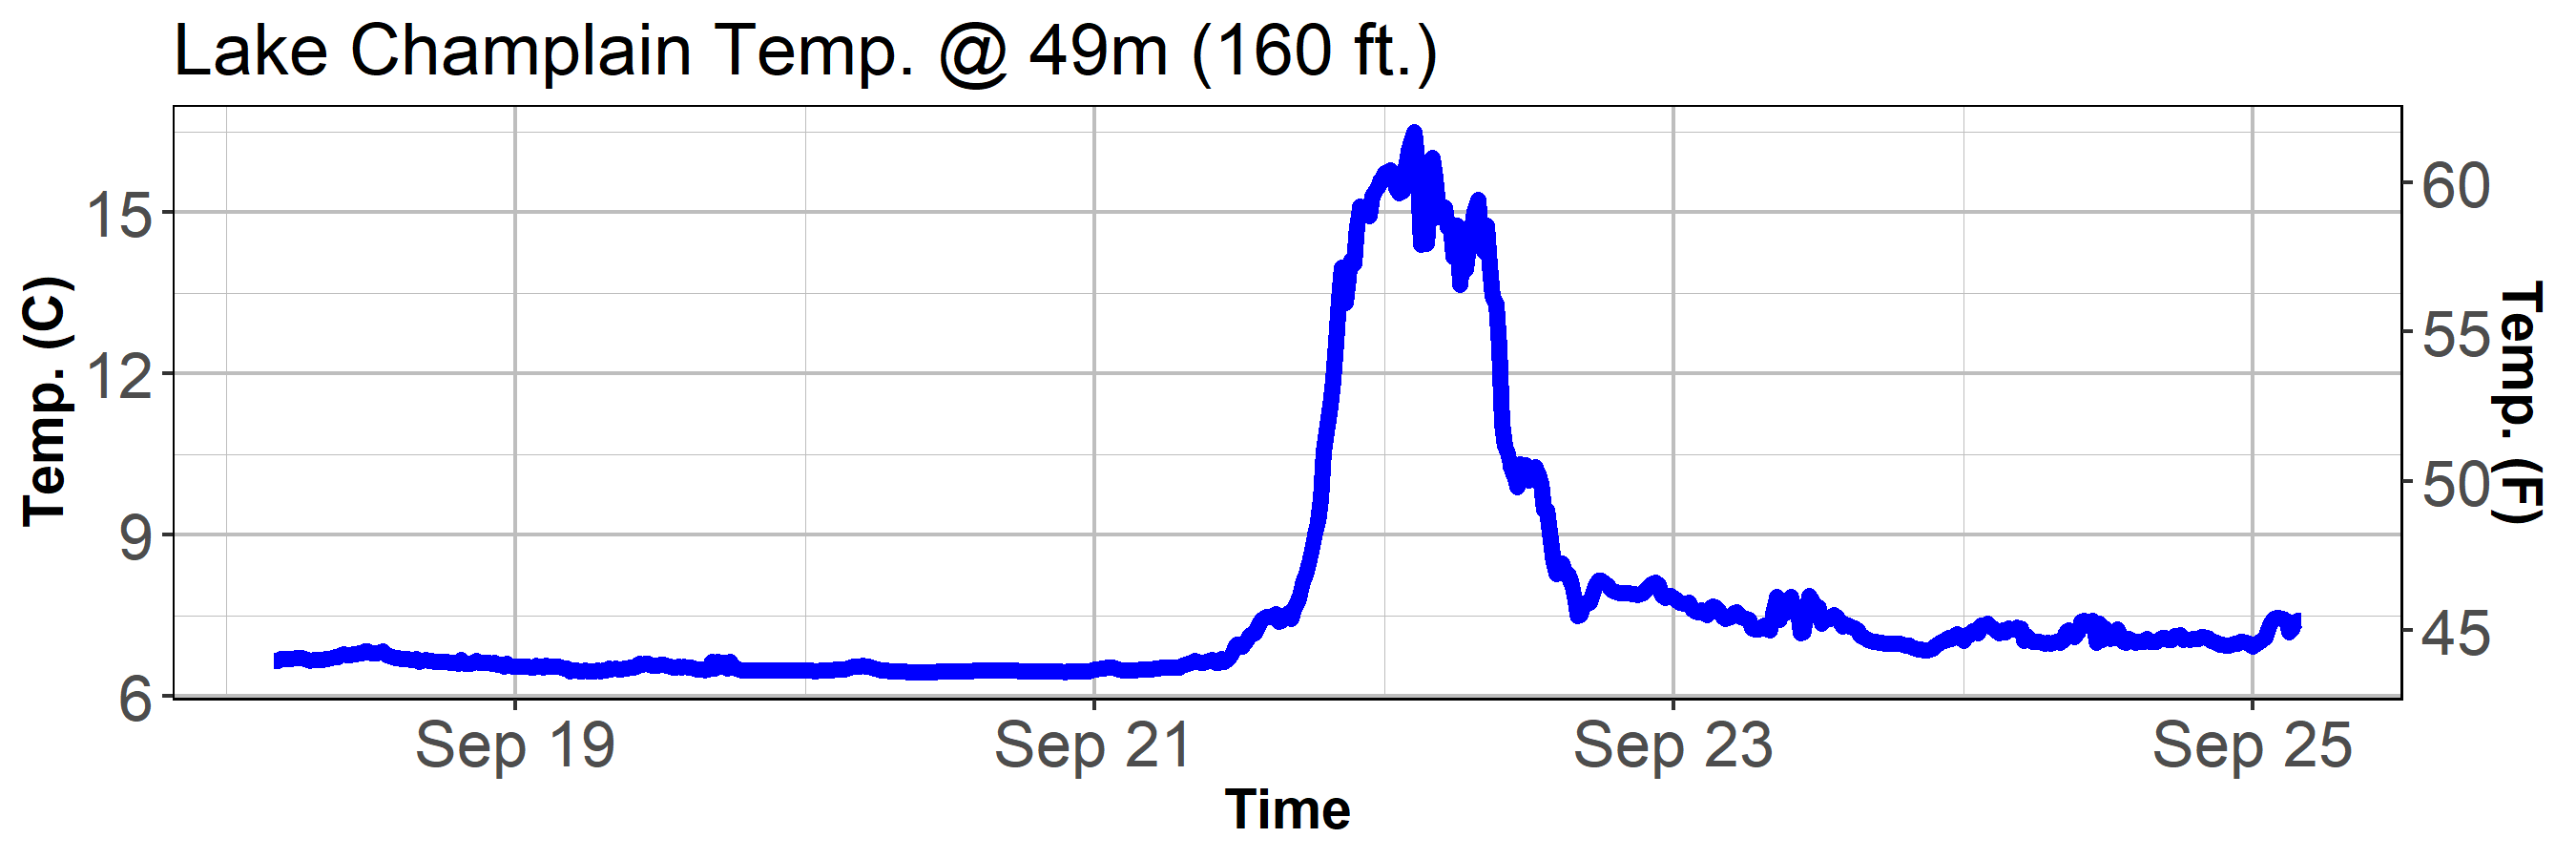 Lake Champlain Temp. @ 49m (160 ft.)
Temp. (C)
15
12
9
6
60
55
50
45
Temp. (F)
Sep 19
Sep 21
Sep 23
Sep 25
Time